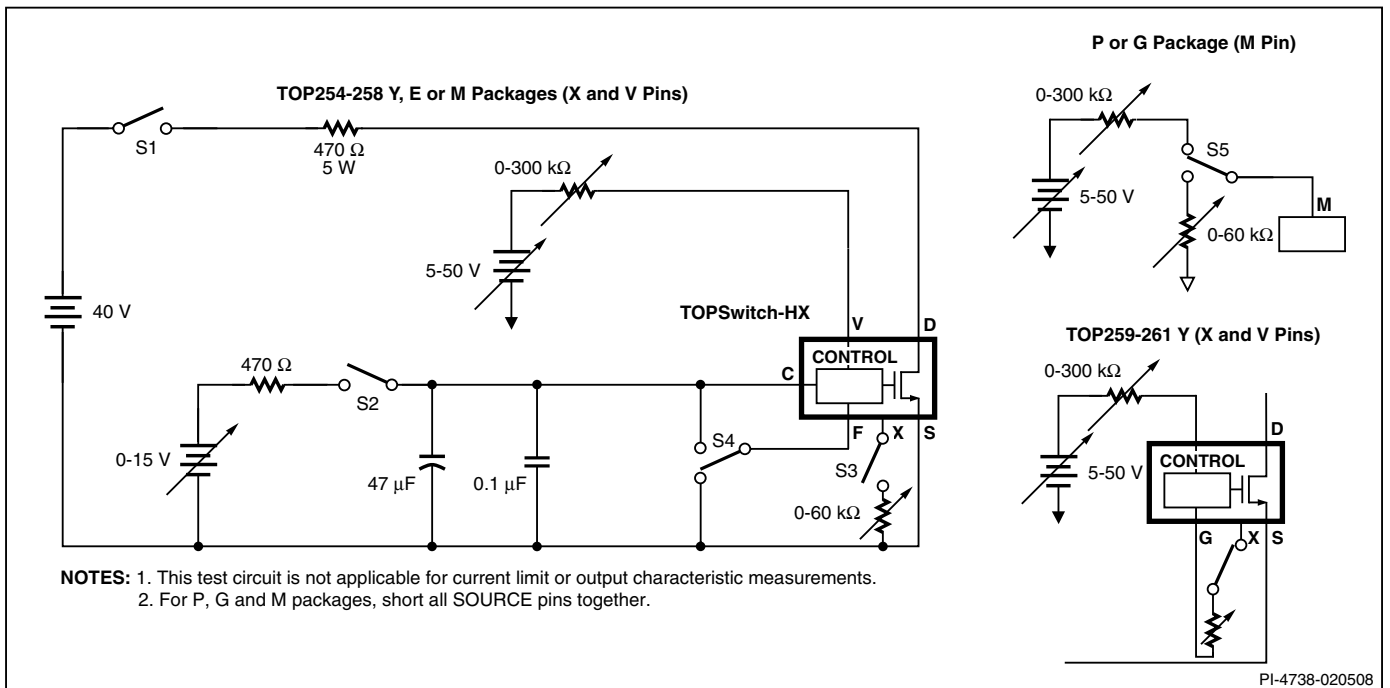 P or G Package (M Pin)
TOP254-258 Y, E or M Packages (X and V Pins)
0-300 kΩ
S1
470 Ω
5 W
S5
0-300 kΩ
5-50 V
M
0-60 kΩ
5-50 V
40 V
TOPSwitch-HX
V
D
TOP259-261 Y (X and V Pins)
470 Ω
CONTROL
C
0-300 kΩ
S2
F
X
S
D
S4
S3
0-15 V
47 μF
0.1 μF
5-50 V
CONTROL
0-60 kΩ
G
X
S
NOTES: 1. This test circuit is not applicable for current limit or output characteristic measurements.
2. For P, G and M packages, short all SOURCE pins together.
PI-4738-020508